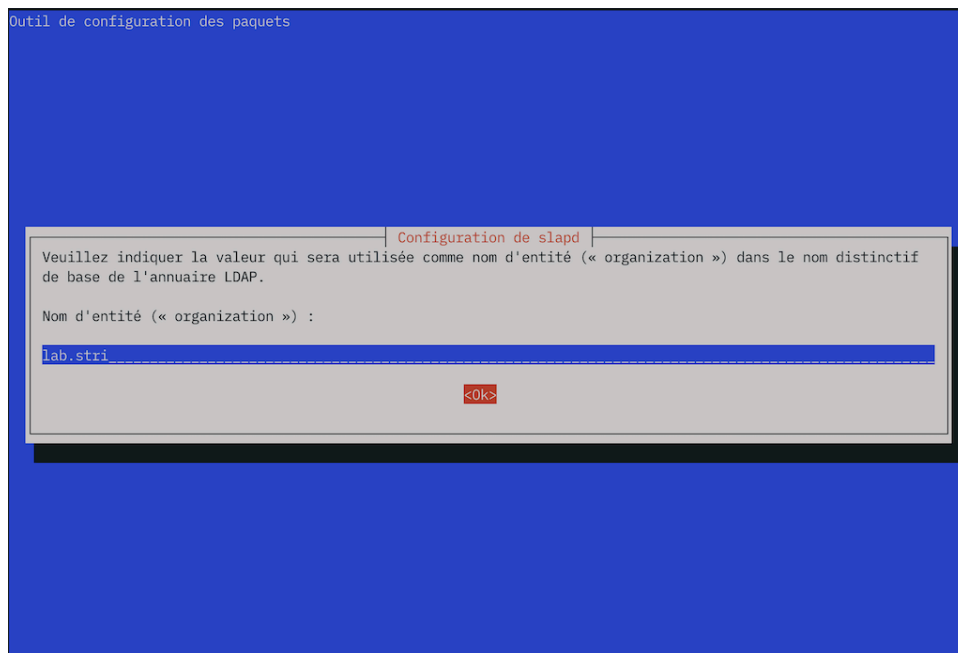 Outil de configuration des paquets
Configuration de slapd
Veuillez indiquer la valeur qui sera utilisée comme nom d'entité (« organization ») dans le nom distinctif
de base de l'annuaire LDAP.
Nom d'entité (« organization ») :
lab.stri
<Ok>